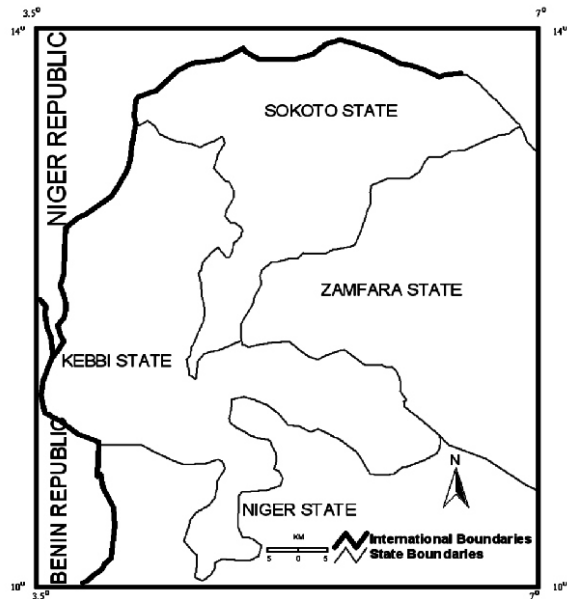 3.5°
7°
14°
14°
NIGER REPUBLIC
SOKOTO STATE
ZAMFARA STATE
KEBBI STATE
BENIN REPUBLIC
N
NIGER STATE
KM
5 0 5
International Boundaries
State Boundaries
10°
10°
3.5°
7°